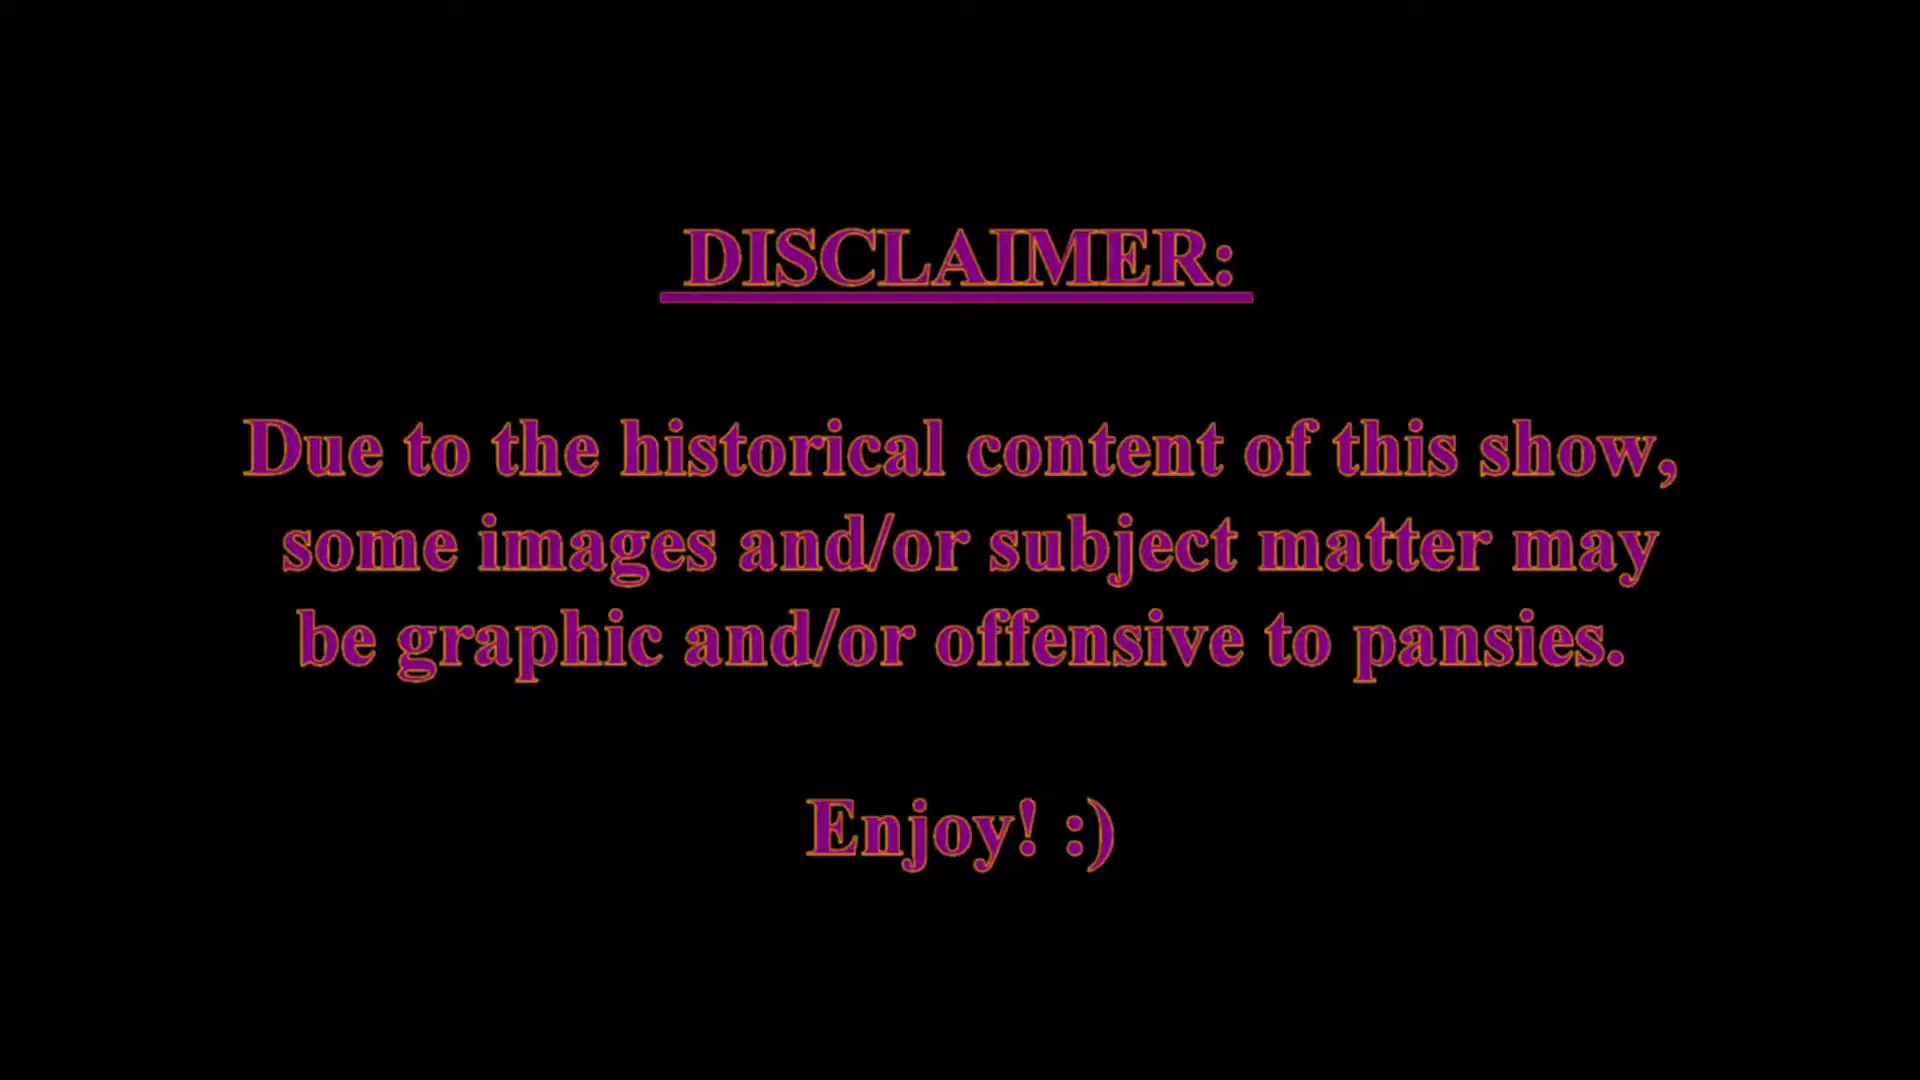 DISCLAIMER:
Due to the historical content of this show,
some images and/or subject matter may
be graphic and/or offensive to pansies.
Enjoy! :)